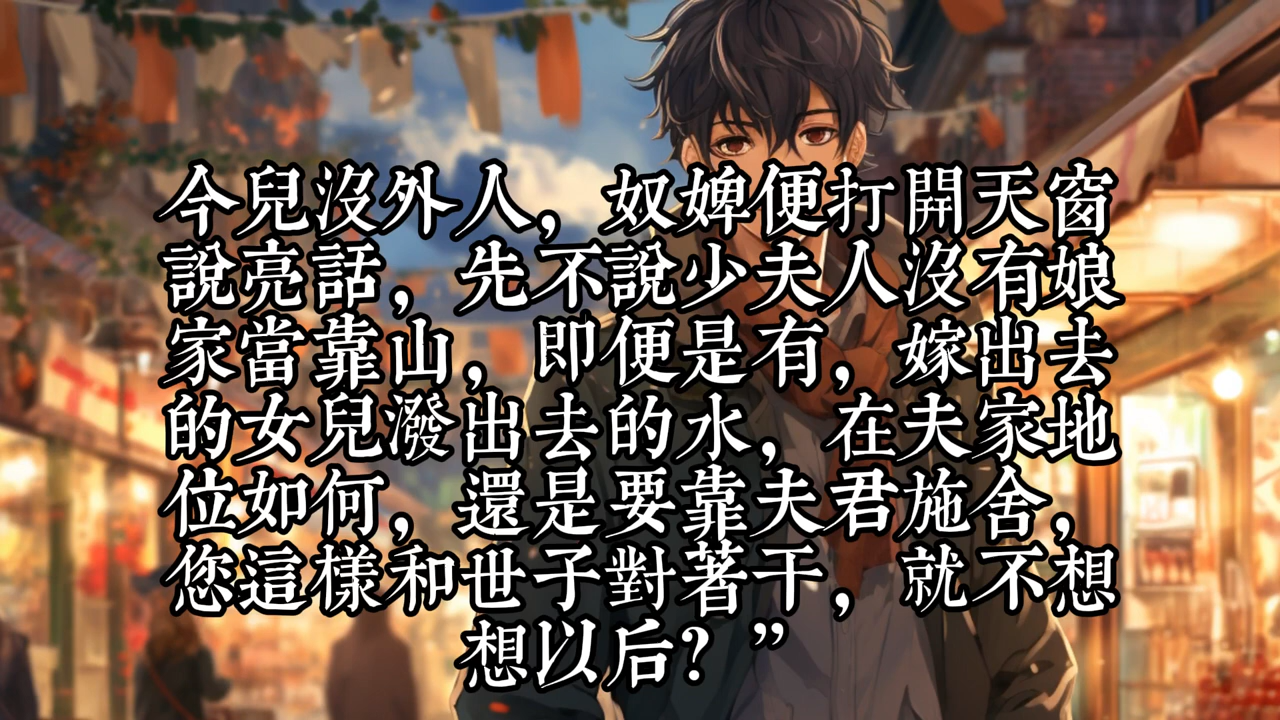 今兒沒外人，奴婢便打開天窗
說亮話，先不說少夫人沒有娘
家當靠山，即便是有，嫁出去
的女兒潑出去的水，在夫家地
位如何，還是要靠夫君施舍，
您這樣和世子對著干，就不想
想以后？”